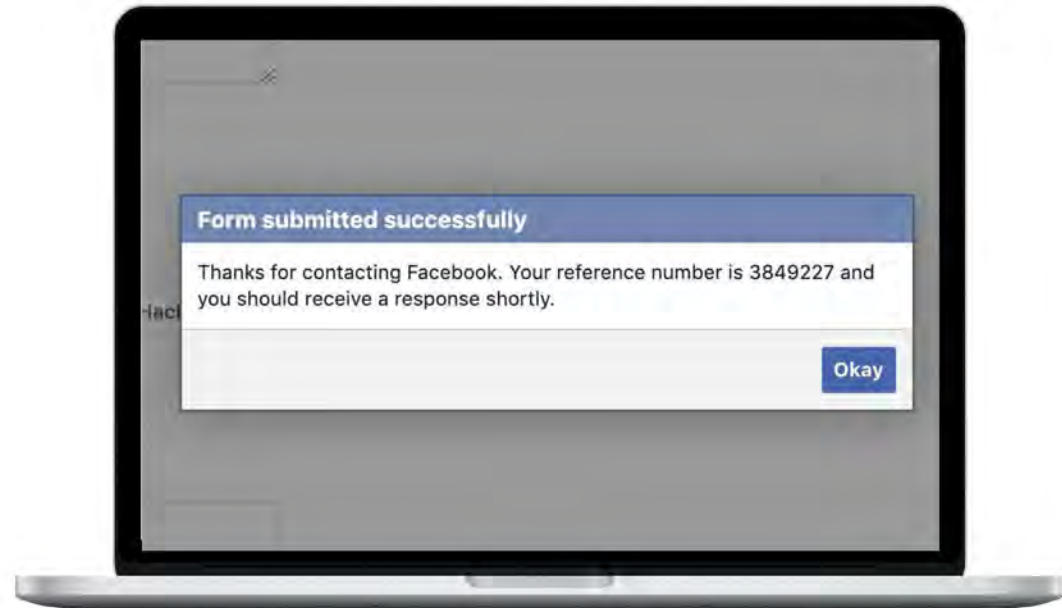 Form submitted successfully
Thanks for contacting Facebook. Your reference number is 3849227 and
you should receive a response shortly.
Okay